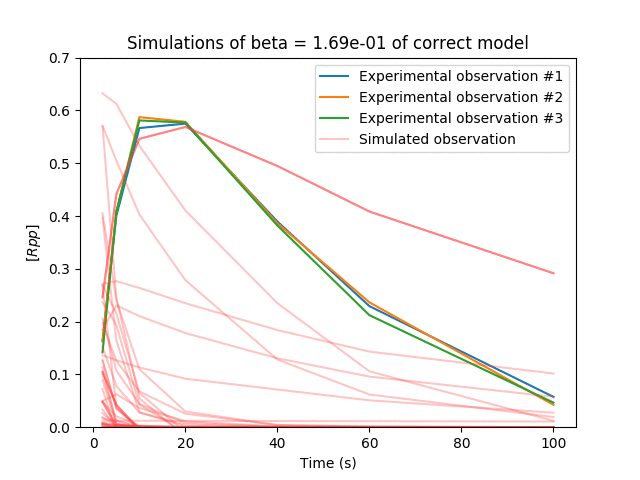 Simulations of beta = 1.69e-01 of correct model
0.7
0.6
0.5
0.4
0.3
0.2
0.1
0.0
[Rpp]
Experimental observation #1
Experimental observation #2
Experimental observation #3
Simulated observation
0 20 40 60 80 100
Time (s)